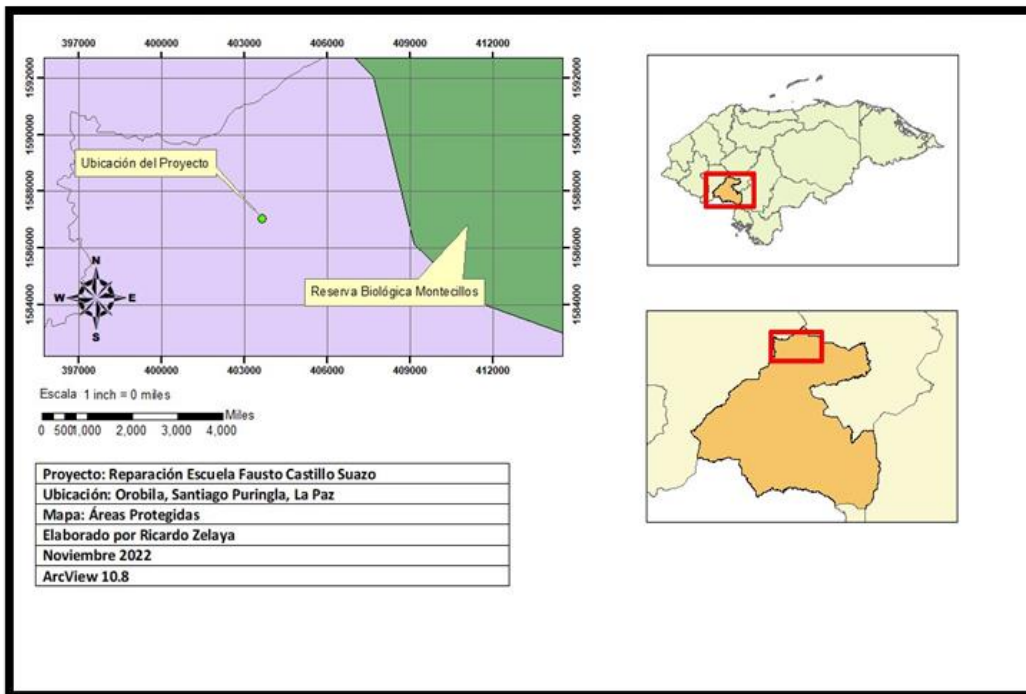 397000 400000 403000 406000 409000 412000
1592000 1592000
1590000 1590000
Ubicación del Proyecto
1588000 1588000
1586000 1586000
Reserva Biológica Montecillos
1584000 1584000
N
W E
S
397000 400000 403000 406000 409000 412000
Escala 1 inch = 0 miles
Miles
0 5001,000 2,000 3,000 4,000
Proyecto: Reparación Escuela Fausto Castillo Suazo
Ubicación: Orobila, Santiago Puringla, La Paz
Mapa: Áreas Protegidas
Elaborado por Ricardo Zelaya
Noviembre 2022
ArcView 10.8